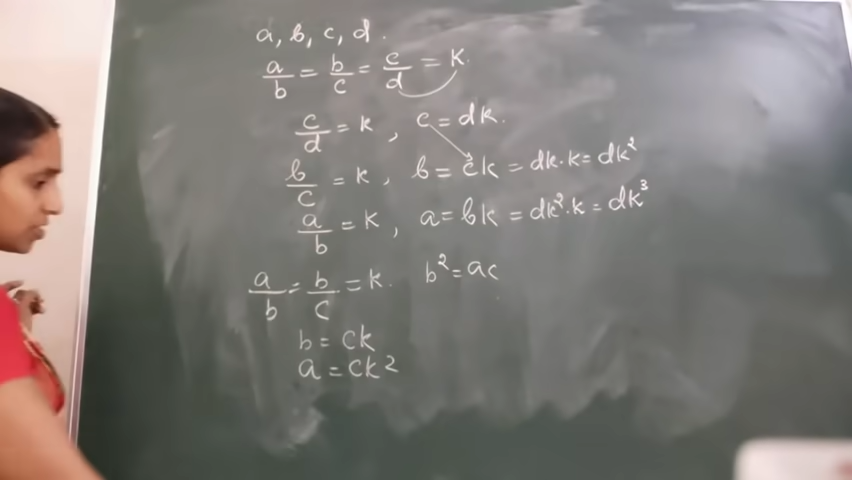 a, b, c, d.
a/b = b/c = c/d = K.
c/d = k, c = dk.
b/c = k, b = ck = dk.k = dk²
a/b = K, a = bk = dk².k = dk³
a/b = b/c = k. b² = ac
b = ck
a = ck²